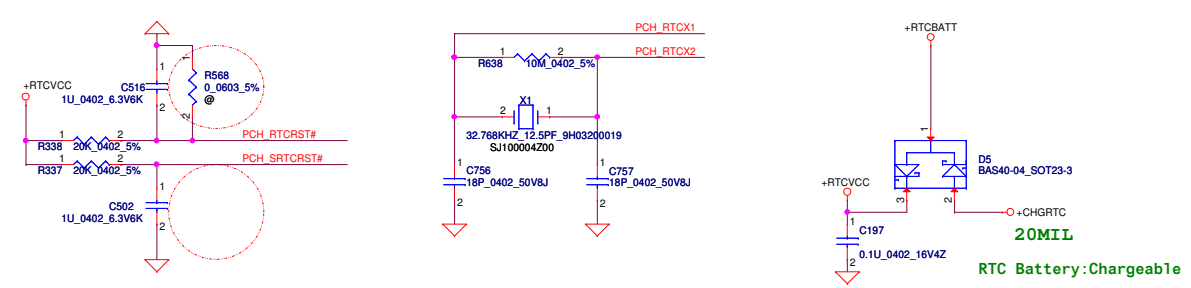 1
C516
1U_0402_6.3V6K
2
1
R568
0_0603_5%
@
2
+RTCVCC
1
2
PCH_RTCRST#
R338
20K_0402_5%
1
2
PCH_SRTCRST#
R337
20K_0402_5%
1
C502
1U_0402_6.3V6K
2
PCH_RTCX1
PCH_RTCX2
1
2
R638
10M_0402_5%
X1
2
1
32.768KHZ_12.5PF_9H03200019
SJ100004Z00
1
C756
18P_0402_50V8J
2
1
C757
18P_0402_50V8J
2
+RTCBATT
1
D5
BAS40-04_SOT23-3
3
2
+RTCVCC
+CHGRTC
1
C197
0.1U_0402_16V4Z
2
20MIL
RTC Battery:Chargeable